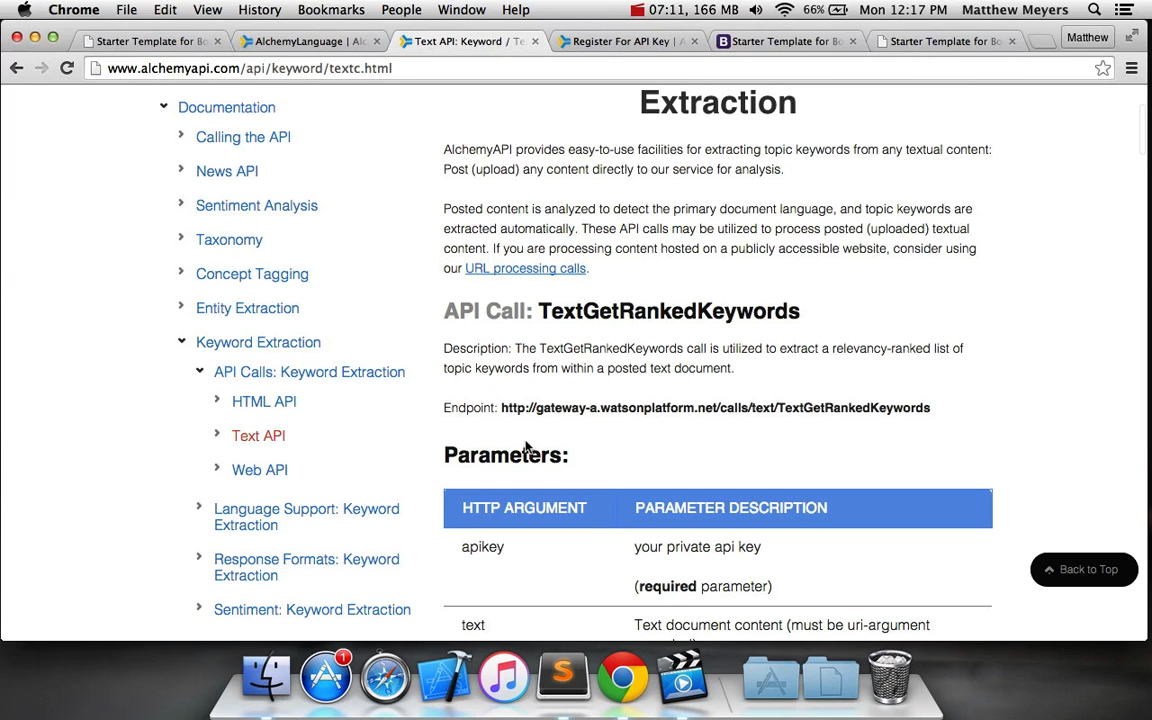 Chrome File Edit View History Bookmarks People Window Help 07:11, 166 MB 66% Mon 12:17 PM Matthew Meyers
Starter Template for Bo AlchemyLanguage | Al Text API: Keyword / Te Register For API Key | A Starter Template for Bo Starter Template for Bo Matthew
www.alchemyapi.com/api/keyword/textc.html
Documentation
Calling the API
News API
Sentiment Analysis
Taxonomy
Concept Tagging
Entity Extraction
Keyword Extraction
API Calls: Keyword Extraction
HTML API
Text API
Web API
Language Support: Keyword
Extraction
Response Formats: Keyword
Extraction
Sentiment: Keyword Extraction
Extraction
AlchemyAPI provides easy-to-use facilities for extracting topic keywords from any textual content:
Post (upload) any content directly to our service for analysis.
Posted content is analyzed to detect the primary document language, and topic keywords are
extracted automatically. These API calls may be utilized to process posted (uploaded) textual
content. If you are processing content hosted on a publicly accessible website, consider using
our URL processing calls.
API Call: TextGetRankedKeywords
Description: The TextGetRankedKeywords call is utilized to extract a relevancy-ranked list of
topic keywords from within a posted text document.
Endpoint: http://gateway-a.watsonplatform.net/calls/text/TextGetRankedKeywords
Parameters:
HTTP ARGUMENT PARAMETER DESCRIPTION
apikey your private api key
(required parameter)
text Text document content (must be uri-argument
Back to Top
1